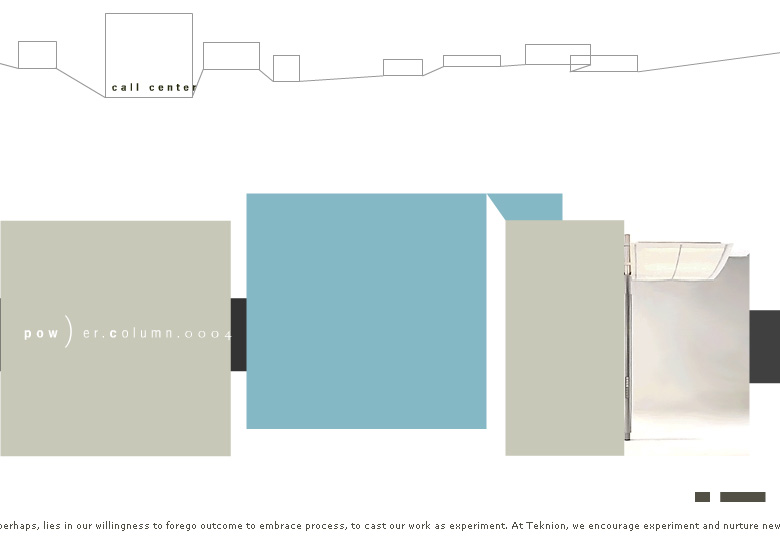 call center
pow)er.column.0004
perhaps, lies in our willingness to forego outcome to embrace process, to cast our work as experiment. At Teknion, we encourage experiment and nurture new